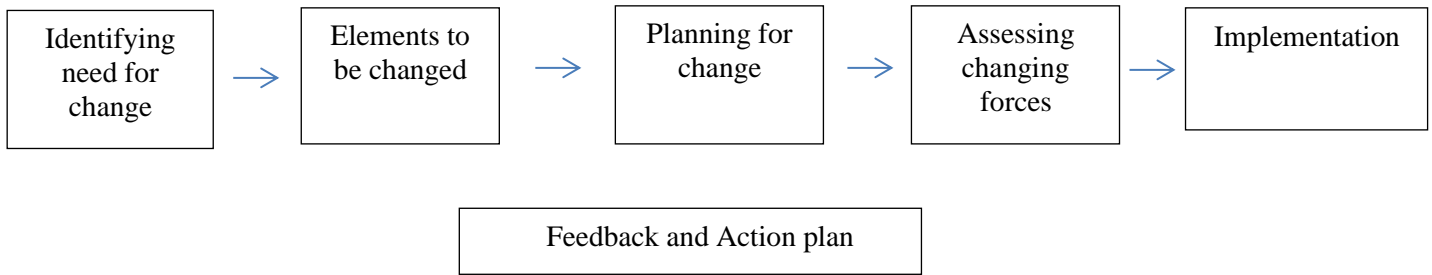 Identifying
need for
change
Elements to
be changed
Planning for
change
Assessing
changing
forces
Implementation
Feedback and Action plan